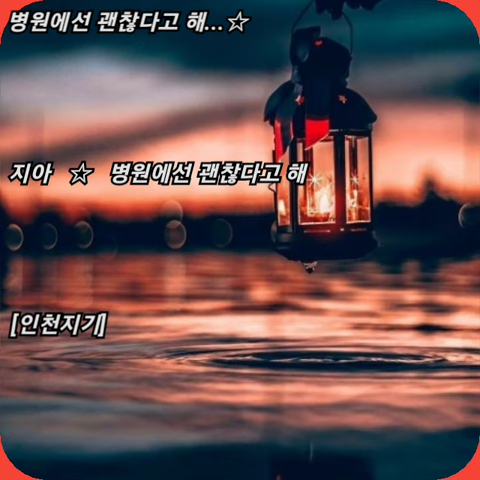 병원에선 괜찮다고 해...☆
지아 ☆ 병원에선 괜찮다고 해
[인천지기]